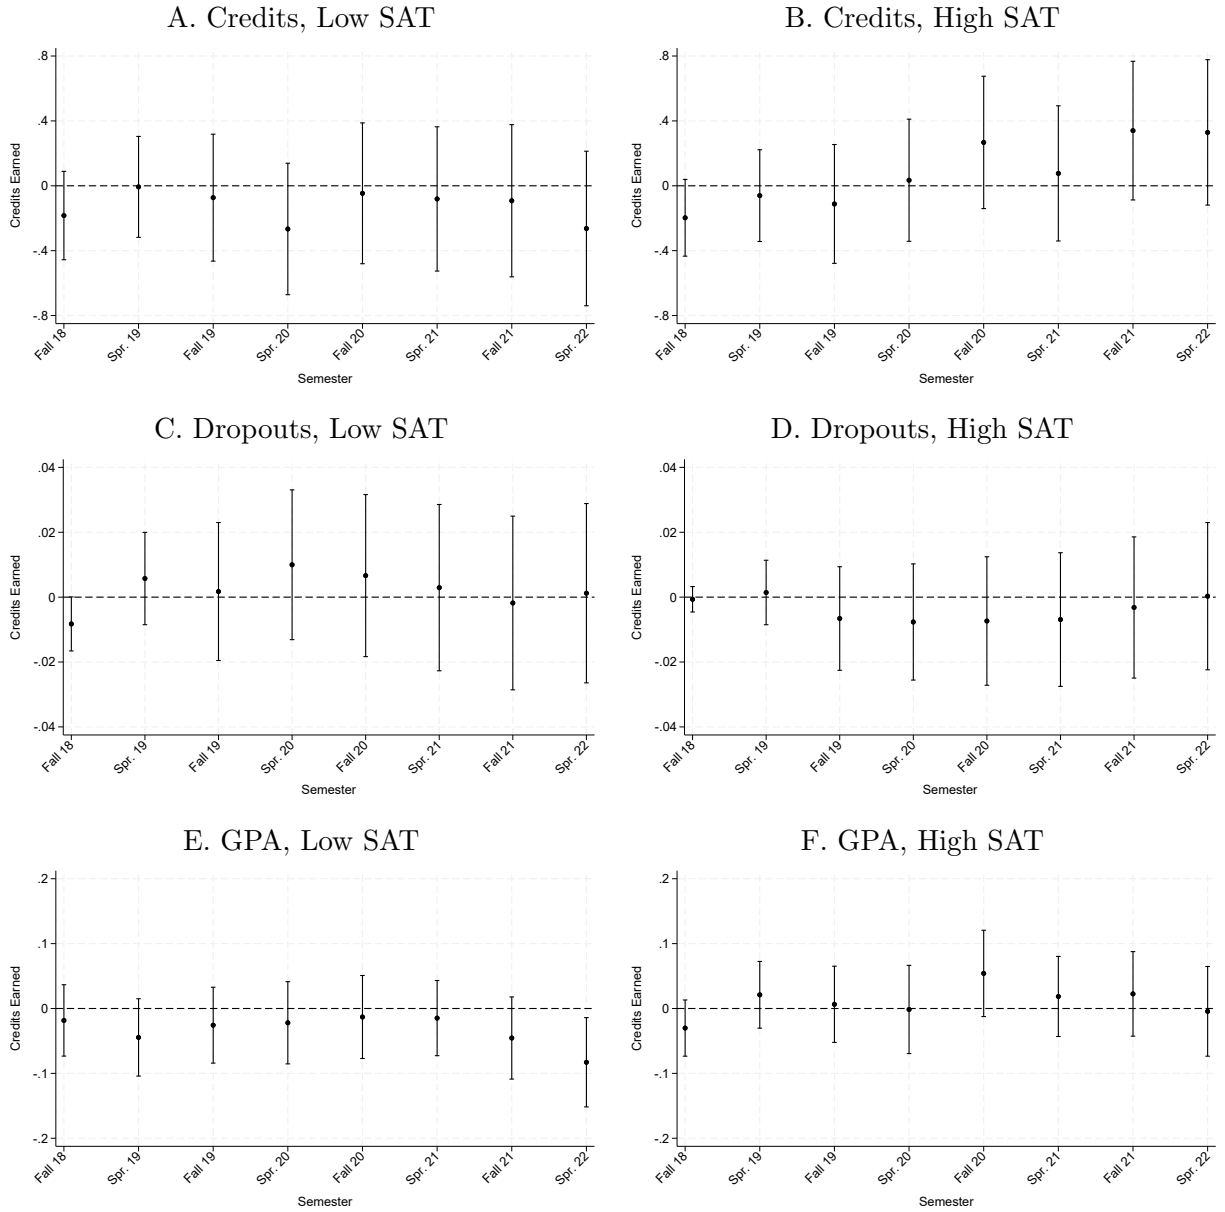 A. Credits, Low SAT
.8
.4
0
-.4
-.8
Credits Earned
Fall 18
Spr. 19
Fall 19
Spr. 20
Fall 20
Spr. 21
Fall 21
Spr. 22
Semester
B. Credits, High SAT
.8
.4
0
-.4
-.8
Credits Earned
Fall 18
Spr. 19
Fall 19
Spr. 20
Fall 20
Spr. 21
Fall 21
Spr. 22
Semester
C. Dropouts, Low SAT
.04
.02
0
-.02
-.04
Credits Earned
Fall 18
Spr. 19
Fall 19
Spr. 20
Fall 20
Spr. 21
Fall 21
Spr. 22
Semester
D. Dropouts, High SAT
.04
.02
0
-.02
-.04
Credits Earned
Fall 18
Spr. 19
Fall 19
Spr. 20
Fall 20
Spr. 21
Fall 21
Spr. 22
Semester
E. GPA, Low SAT
.2
.1
0
-.1
-.2
Credits Earned
Fall 18
Spr. 19
Fall 19
Spr. 20
Fall 20
Spr. 21
Fall 21
Spr. 22
Semester
F. GPA, High SAT
.2
.1
0
-.1
-.2
Credits Earned
Fall 18
Spr. 19
Fall 19
Spr. 20
Fall 20
Spr. 21
Fall 21
Spr. 22
Semester